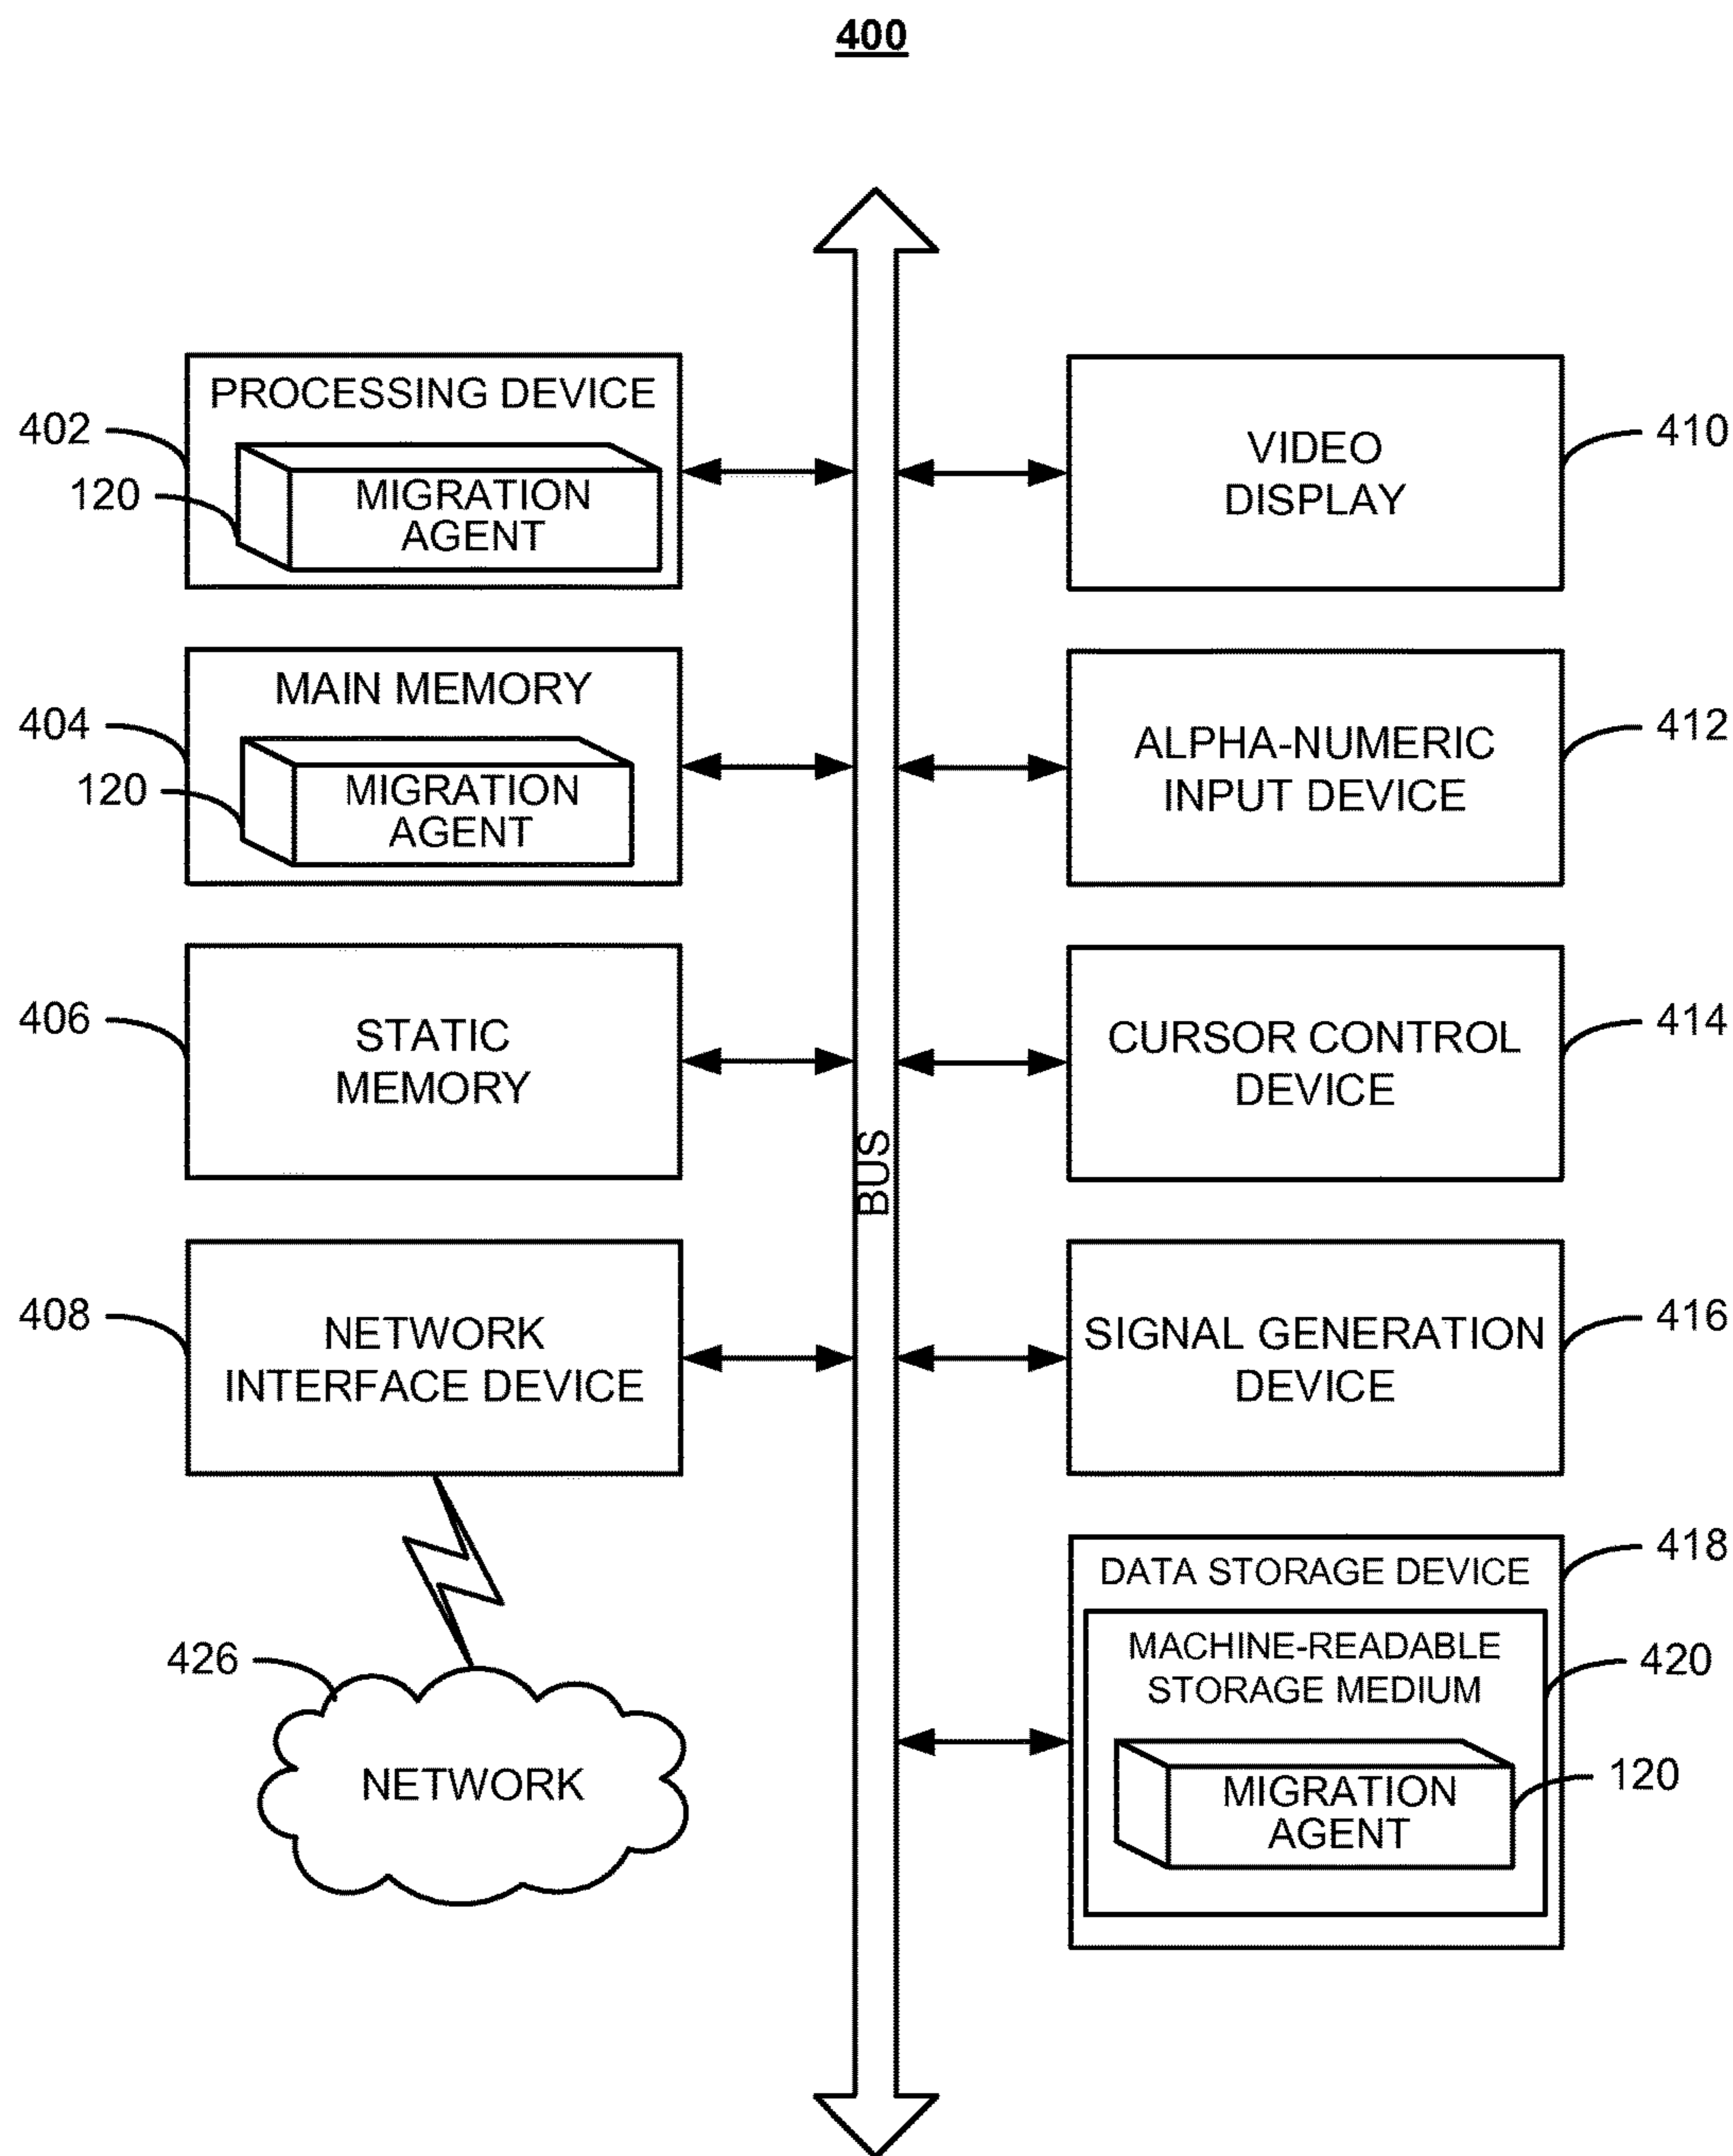 400
PROCESSING DEVICE
402
120
MIGRATION
AGENT
MAIN MEMORY
404
120
MIGRATION
AGENT
406
STATIC
MEMORY
408
NETWORK
INTERFACE DEVICE
426
NETWORK
BUS
VIDEO
DISPLAY
410
ALPHA-NUMERIC
INPUT DEVICE
412
CURSOR CONTROL
DEVICE
414
SIGNAL GENERATION
DEVICE
416
DATA STORAGE DEVICE
418
MACHINE-READABLE
STORAGE MEDIUM
420
MIGRATION
AGENT
120